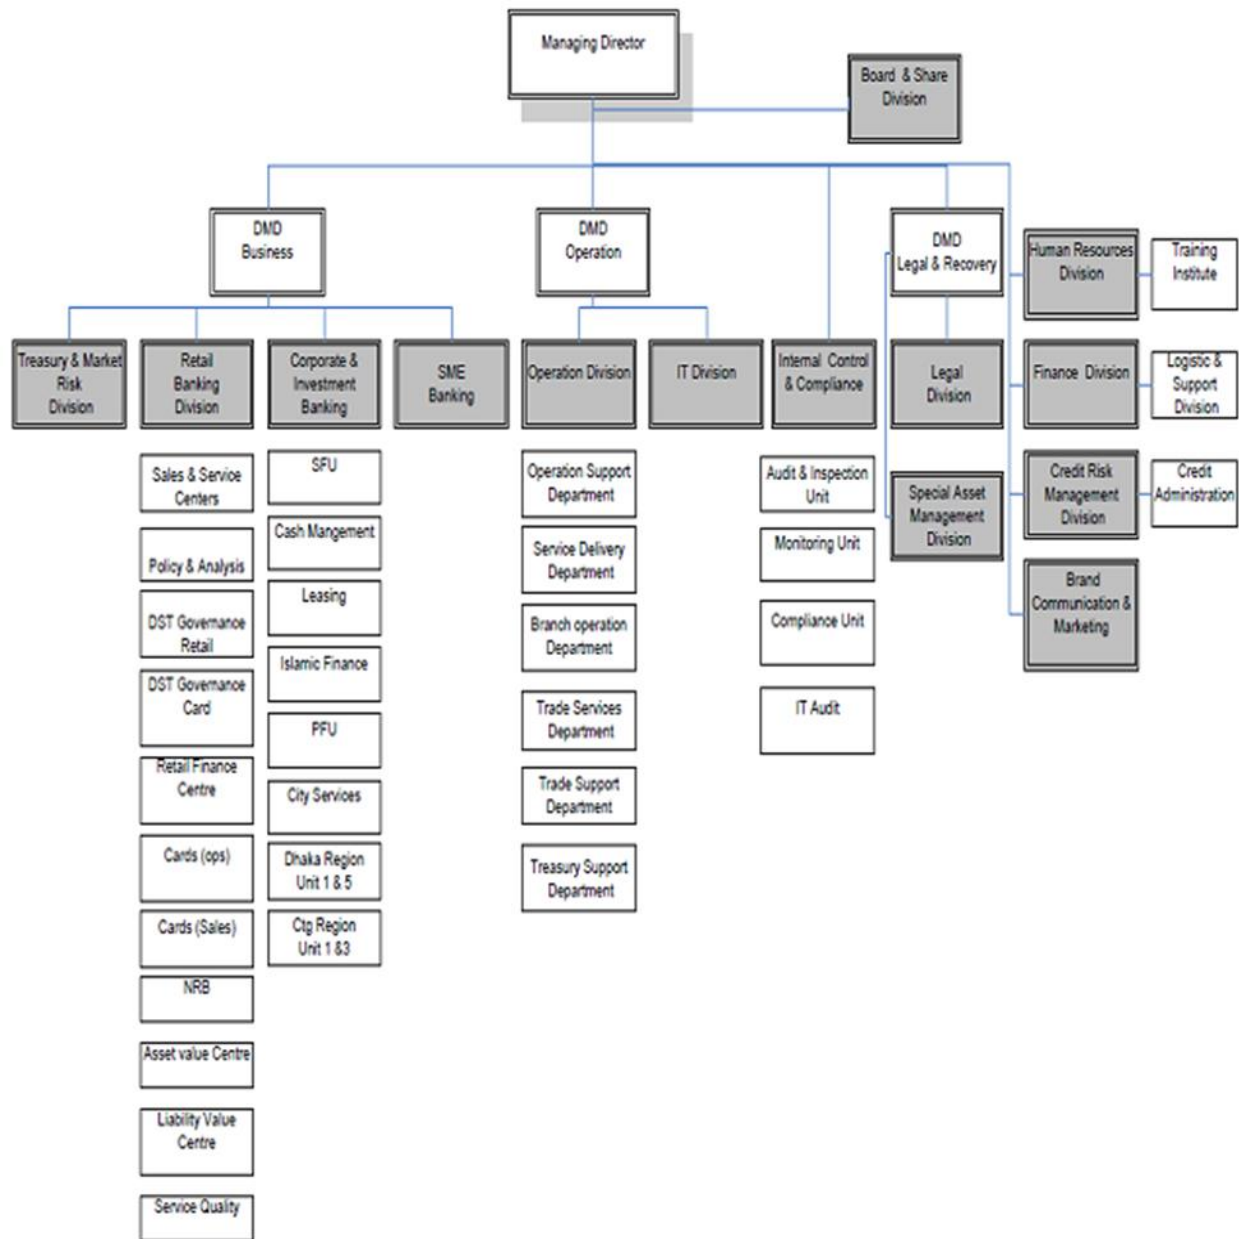 Managing Director
Board & Share
Division
DMD
Business
DMD
Operation
DMD
Legal & Recovery
Human Resources
Division
Training
Institute
Treasury & Market
Risk
Division
Retail
Banking
Division
Corporate &
Investment
Banking
SME
Banking
Operation Division
IT Division
Internal Control
& Compliance
Legal
Division
Finance Division
Logistic &
Support
Division
Sales & Service
Centers
Policy & Analysis
DST Governance
Retail
DST Governance
Card
Retail Finance
Centre
Cards (ops)
Cards (Sales)
NRB
Asset value Centre
Liability Value
Centre
Service Quality
SFU
Cash Mangement
Leasing
Islamic Finance
PFU
City Services
Dhaka Region
Unit 1 & 5
Ctg Region
Unit 1 &3
Operation Support
Department
Service Delivery
Department
Branch operation
Department
Trade Services
Department
Trade Support
Department
Treasury Support
Department
Audit & Inspection
Unit
Monitoring Unit
Compliance Unit
IT Audit
Special Asset
Management
Division
Credit Risk
Management
Division
Credit
Administration
Brand
Communication &
Marketing